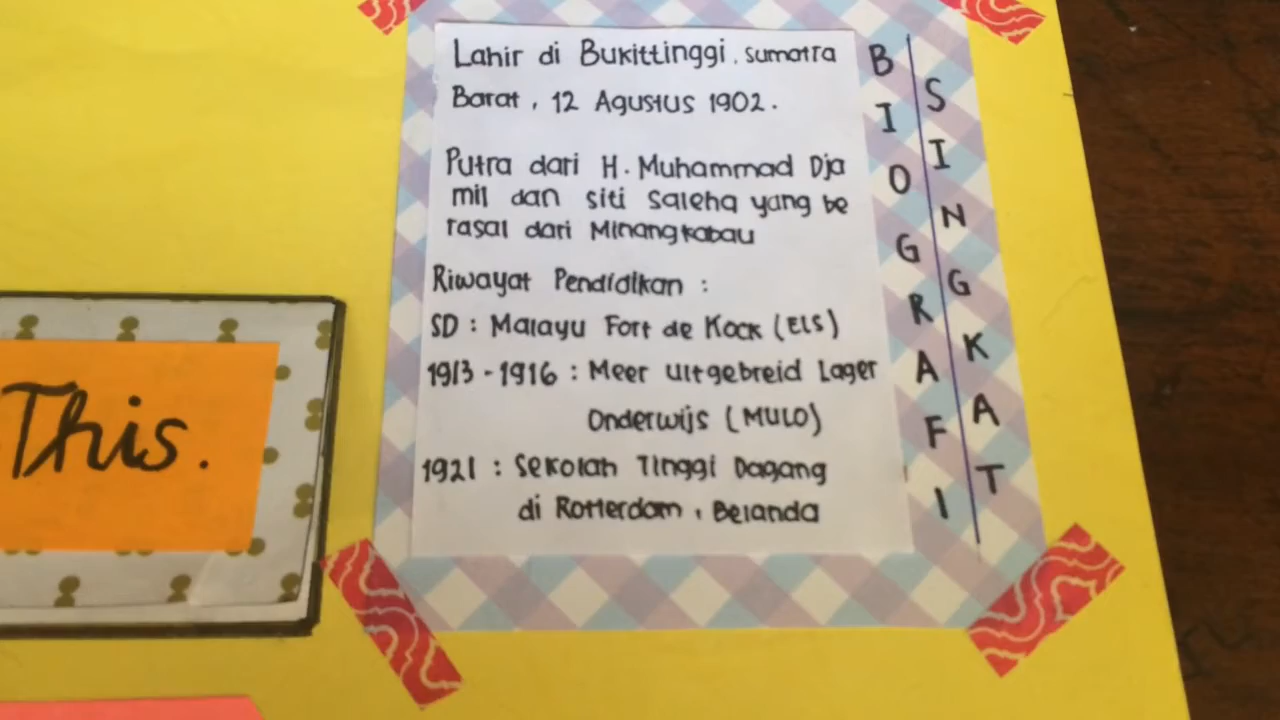 Lahir di Bukittinggi, Sumatra
Barat, 12 Agustus 1902.
Putra dari H. Muhammad Dja
mil dan Siti Saleha yang be
rasal dari Minangkabau
Riwayat Pendidikan :
SD : Malayu Fort de Kock (ELS)
1913 - 1916 : Meer Uitgebreid Lager
Onderwijs (MULO)
1921 : Sekolah Tinggi Dagang
di Rotterdam, Belanda
BIOGRAFI
SINGKAT
This.